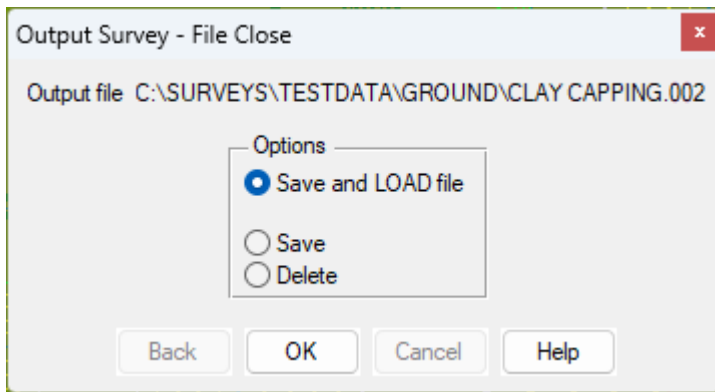 Output Survey - File Close
x
Output file C:\SURVEYS\TESTDATA\GROUND\CLAY CAPPING.002
Options
Save and LOAD file
Save
Delete
Back OK Cancel Help